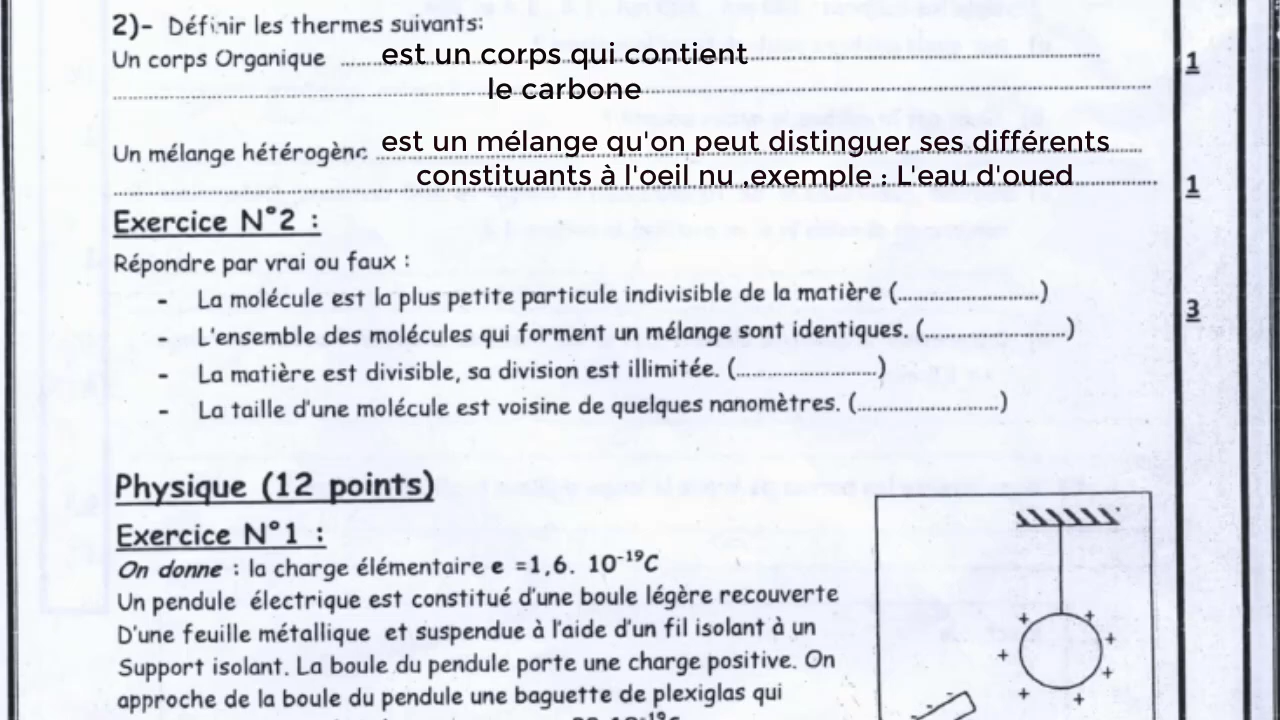 2)- Définir les thermes suivants:
Un corps Organique est un corps qui contient
le carbone
1
Un mélange hétérogène est un mélange qu'on peut distinguer ses différents
constituants à l'oeil nu ,exemple : L'eau d'oued
1
Exercice N°2 :
Répondre par vrai ou faux :
- La molécule est la plus petite particule indivisible de la matière (..............................)
- L'ensemble des molécules qui forment un mélange sont identiques. (..............................)
3
- La matière est divisible, sa division est illimitée. (..............................)
- La taille d'une molécule est voisine de quelques nanomètres. (..............................)
Physique (12 points)
Exercice N°1 :
On donne : la charge élémentaire e =1,6. 10⁻¹⁹C
Un pendule électrique est constitué d'une boule légère recouverte
D'une feuille métallique et suspendue à l'aide d'un fil isolant à un
Support isolant. La boule du pendule porte une charge positive. On
approche de la boule du pendule une baguette de plexiglas qui